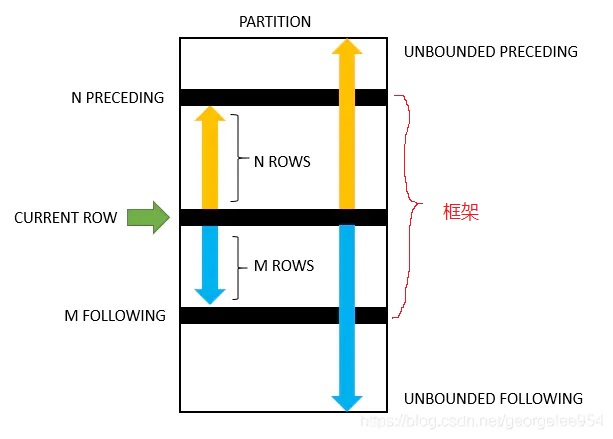 PARTITION
UNBOUNDED PRECEDING
N PRECEDING
N ROWS
CURRENT ROW
框架
M ROWS
M FOLLOWING
UNBOUNDED FOLLOWING
https://blog.csdn.net/georgelee954